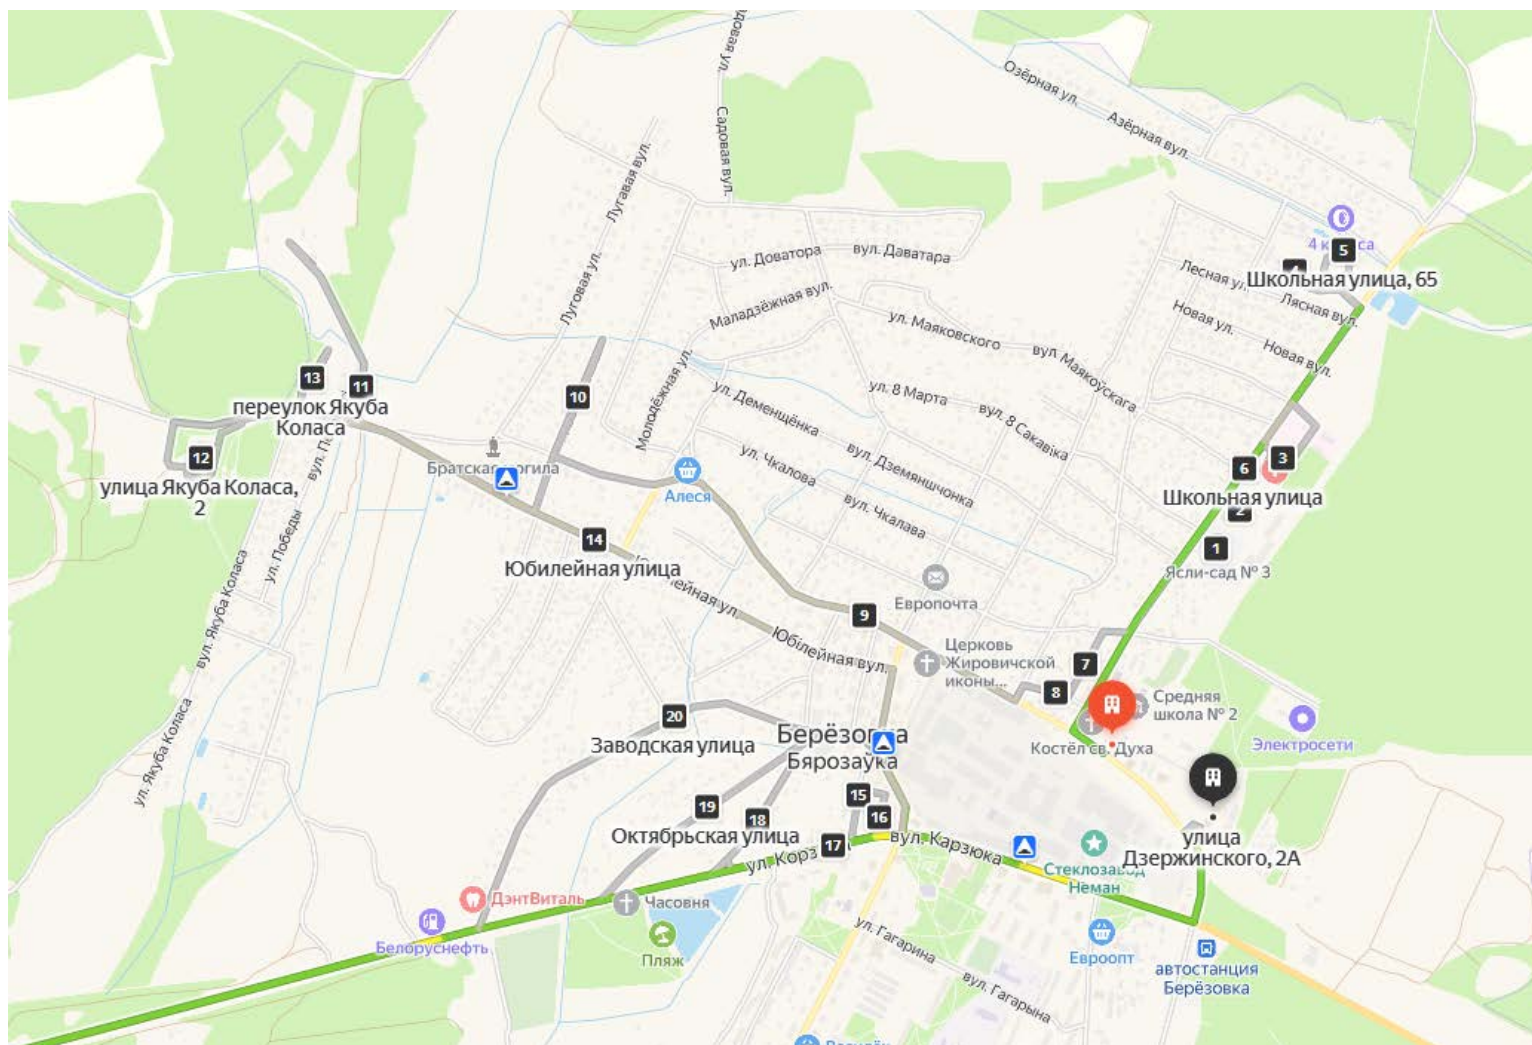 Садовая вул.
Садовая ул.
Озёрная ул.
Азёрная вул.
Лугавая вул.
Луговая ул.
ул. Доватора
вул. Даватара
5
Школьная улица, 65
Лесная ул.
Лясная вул.
Маладзёжная вул.
Молодёжная ул.
ул. Маяковского
вул. Маякоўскага
Новая ул.
Новая вул.
13
11
переулок Якуба
Коласа
10
ул. 8 Марта
вул. 8 Сакавіка
ул. Деменщёнка
вул. Дземяншчонка
ул. Чкалова
вул. Чкалава
12
улица Якуба Коласа,
2
Братская могила
Алеся
6
3
Школьная улица
2
1
Ясли-сад № 3
14
Юбилейная улица
Юбілейная вул.
ул. Победы
вул. Якуба Коласа
ул. Якуба Коласа
Европочта
9
Церковь
Жировичской
иконы...
7
8
Средняя
школа № 2
Костёл св. Духа
Электросети
20
Заводская улица
Берёзовка
Бярозаўка
15
16
17
18
19
Октябрьская улица
ул. Корзюка
вул. Карзюка
улица
Дзержинского, 2А
Стеклозавод
Неман
ДэнтВиталь
Часовня
Белоруснефть
Пляж
ул. Гагарина
вул. Гагарына
Евроопт
автостанция
Берёзовка